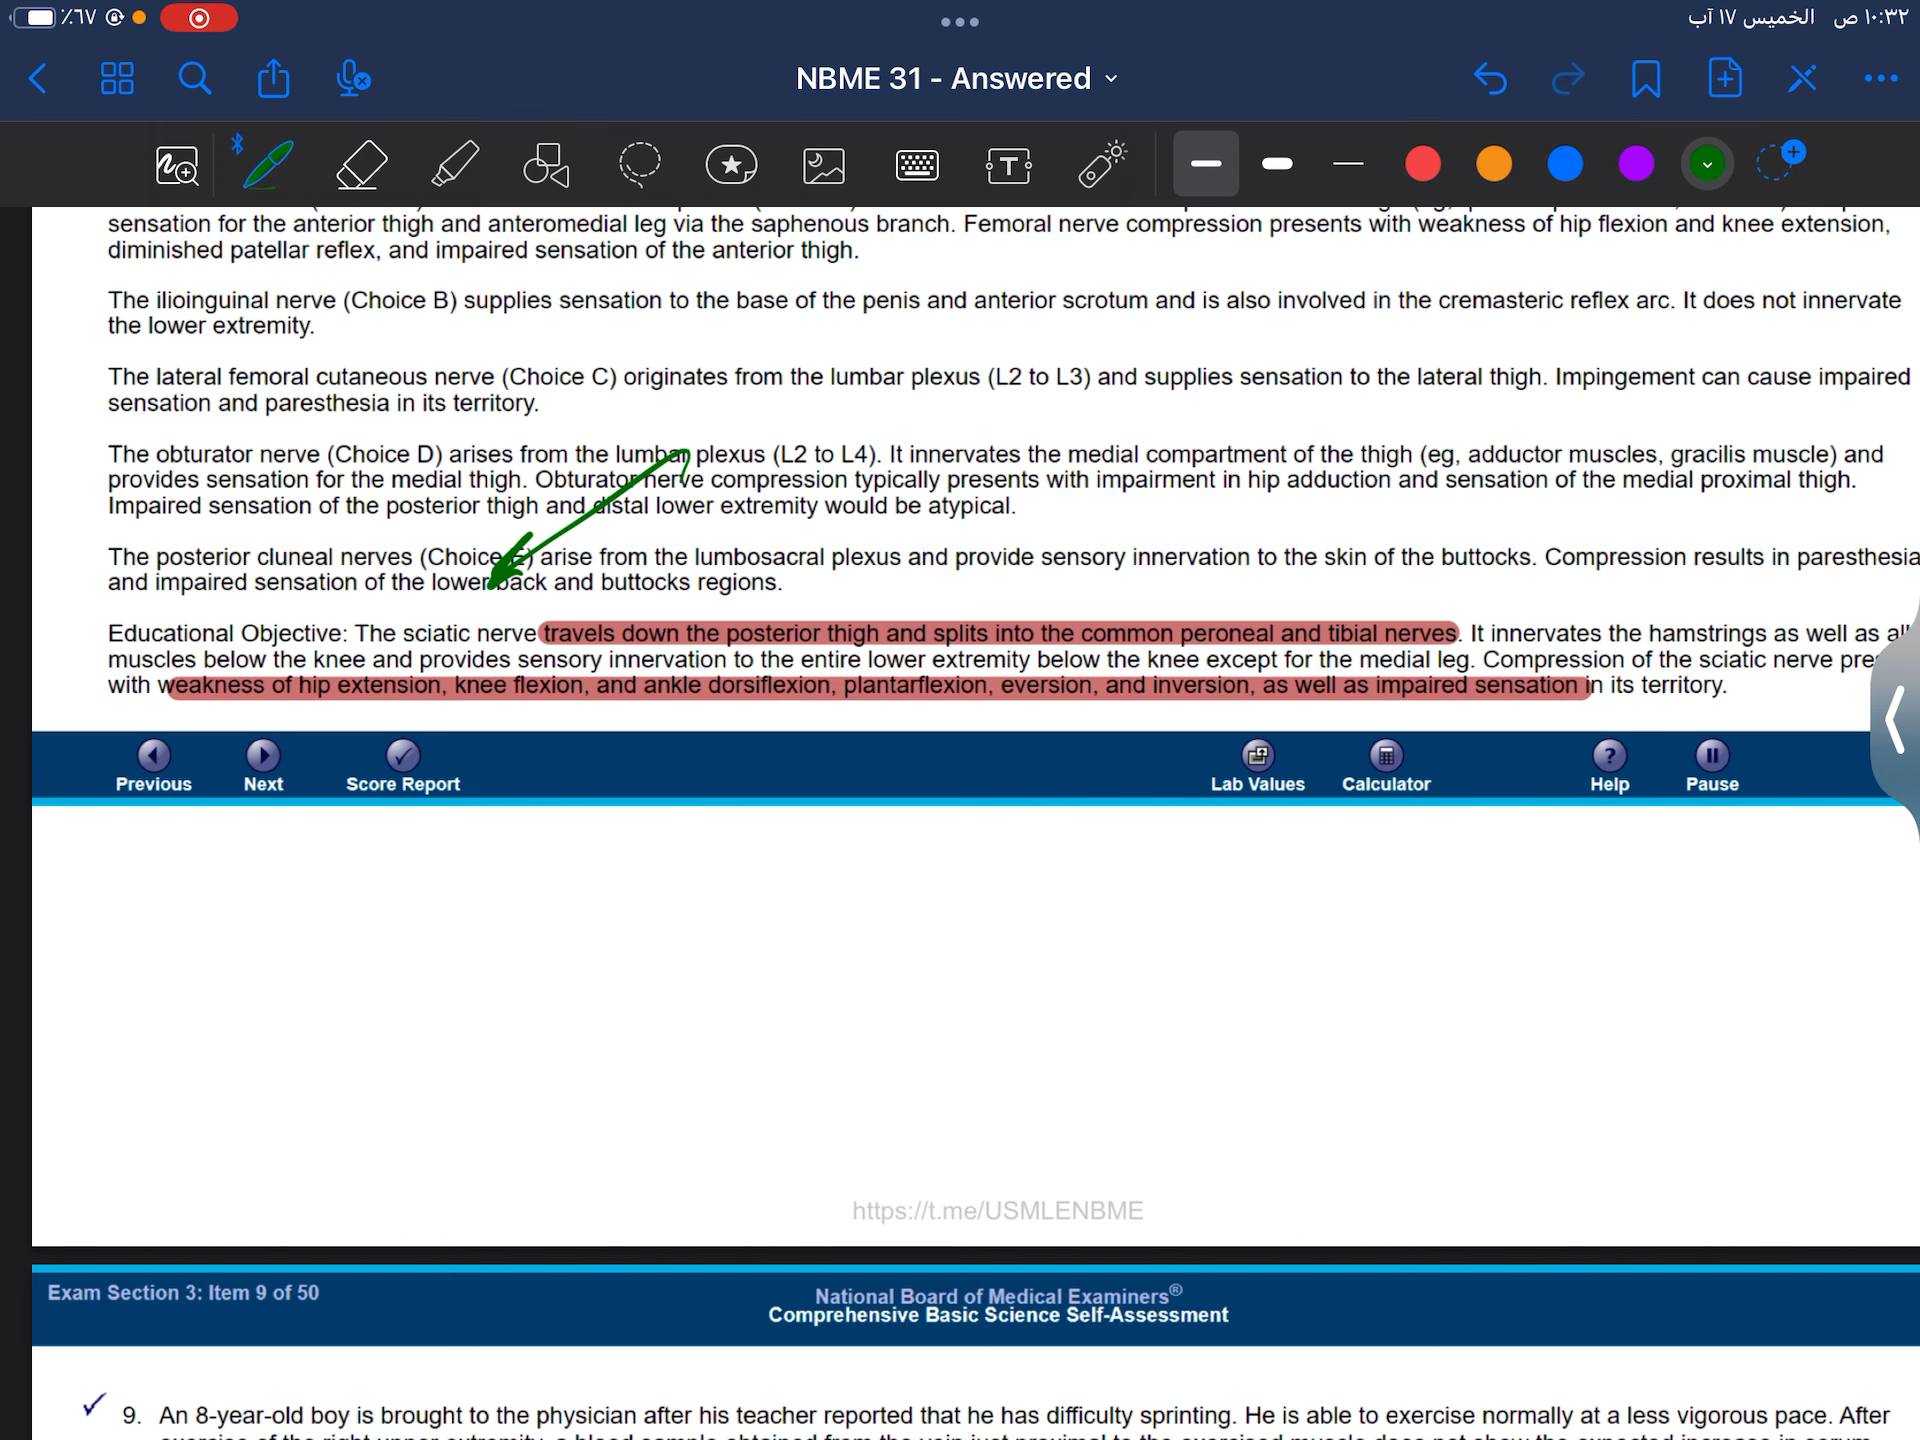 ٪٦٧
١٠:٣٢ ص الخميس ١٧ آب
NBME 31 - Answered
T
sensation for the anterior thigh and anteromedial leg via the saphenous branch. Femoral nerve compression presents with weakness of hip flexion and knee extension,
diminished patellar reflex, and impaired sensation of the anterior thigh.
The ilioinguinal nerve (Choice B) supplies sensation to the base of the penis and anterior scrotum and is also involved in the cremasteric reflex arc. It does not innervate
the lower extremity.
The lateral femoral cutaneous nerve (Choice C) originates from the lumbar plexus (L2 to L3) and supplies sensation to the lateral thigh. Impingement can cause impaired
sensation and paresthesia in its territory.
The obturator nerve (Choice D) arises from the lumbar plexus (L2 to L4). It innervates the medial compartment of the thigh (eg, adductor muscles, gracilis muscle) and
provides sensation for the medial thigh. Obturator nerve compression typically presents with impairment in hip adduction and sensation of the medial proximal thigh.
Impaired sensation of the posterior thigh and distal lower extremity would be atypical.
The posterior cluneal nerves (Choice E) arise from the lumbosacral plexus and provide sensory innervation to the skin of the buttocks. Compression results in paresthesia
and impaired sensation of the lower back and buttocks regions.
Educational Objective: The sciatic nerve travels down the posterior thigh and splits into the common peroneal and tibial nerves. It innervates the hamstrings as well as all
muscles below the knee and provides sensory innervation to the entire lower extremity below the knee except for the medial leg. Compression of the sciatic nerve pre
with weakness of hip extension, knee flexion, and ankle dorsiflexion, plantarflexion, eversion, and inversion, as well as impaired sensation in its territory.
Previous Next Score Report Lab Values Calculator Help Pause
https://t.me/USMLENBME
Exam Section 3: Item 9 of 50
National Board of Medical Examiners®
Comprehensive Basic Science Self-Assessment
9. An 8-year-old boy is brought to the physician after his teacher reported that he has difficulty sprinting. He is able to exercise normally at a less vigorous pace. After